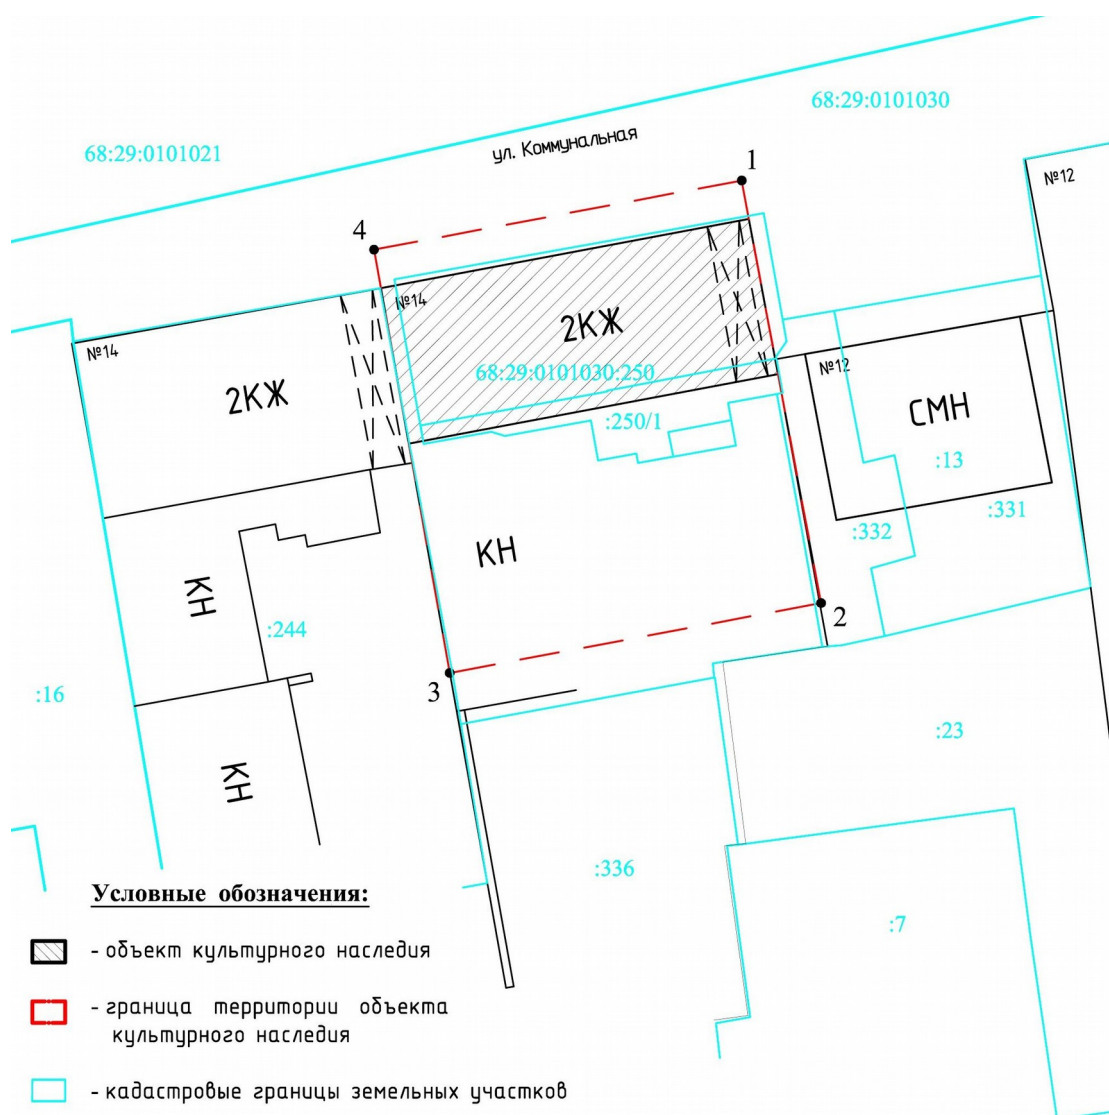 68:29:0101030
68:29:0101021
ул. Коммунальная
1
№12
4
№14
2КЖ
68:29:0101030:250
№14
2КЖ
№12
СМН
:250/1
:13
:331
:332
КН
КН
2
:244
3
:16
:23
КН
:336
:7
Условные обозначения:
- объект культурного наследия
- граница территории объекта
культурного наследия
- кадастровые границы земельных участков